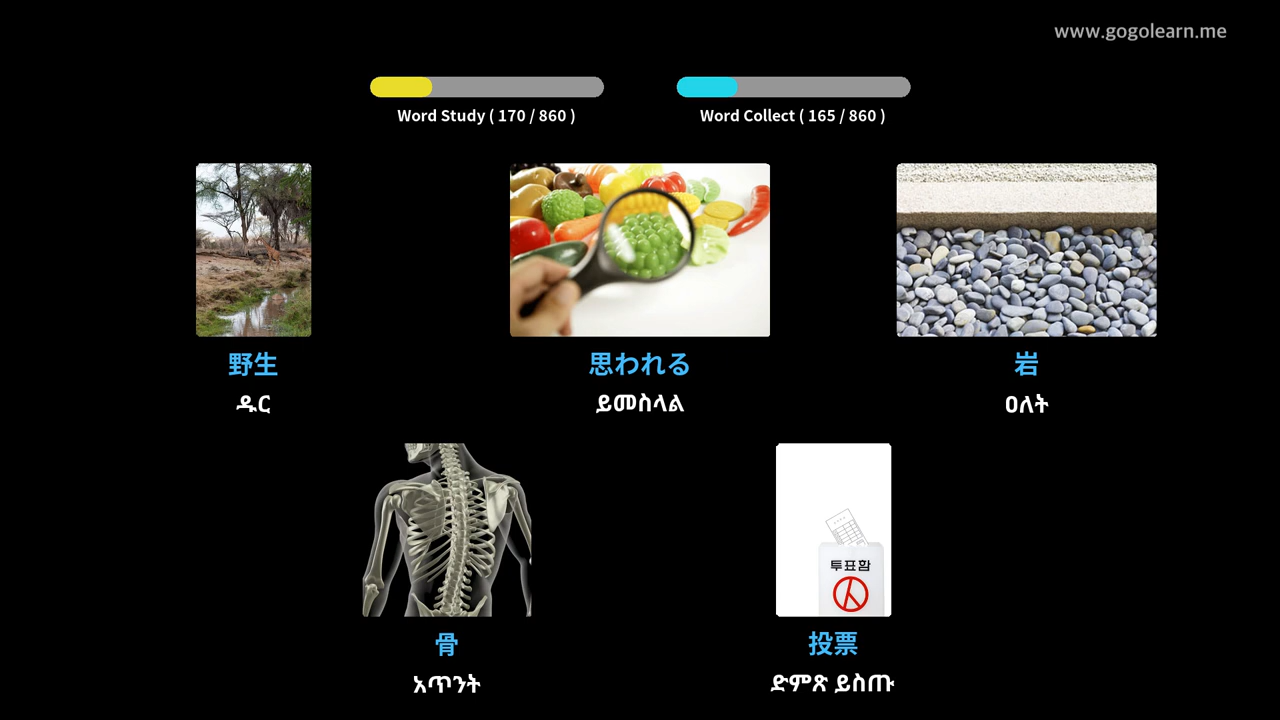 www.gogolearn.me
Word Study ( 170 / 860 )
Word Collect ( 165 / 860 )
野生
ዱር
思われる
ይመስላል
岩
ዐለት
투표함
骨
አጥንት
投票
ድምጽ ይስጡ